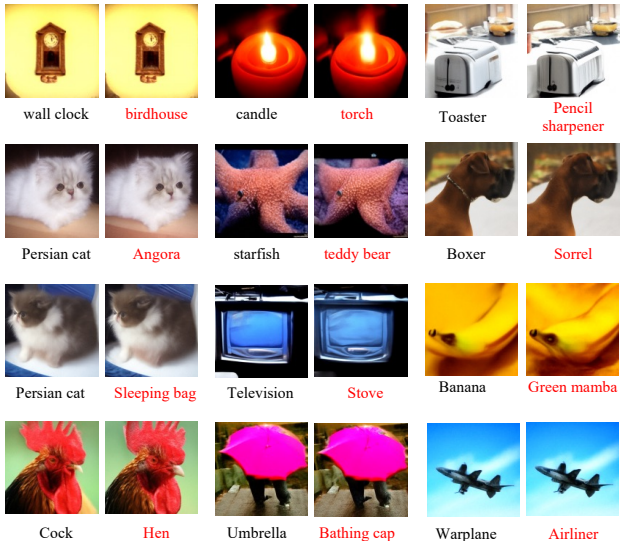 wall clock birdhouse candle torch Toaster Pencil
sharpener
Persian cat Angora starfish teddy bear Boxer Sorrel
Persian cat Sleeping bag Television Stove Banana Green mamba
Cock Hen Umbrella Bathing cap Warplane Airliner